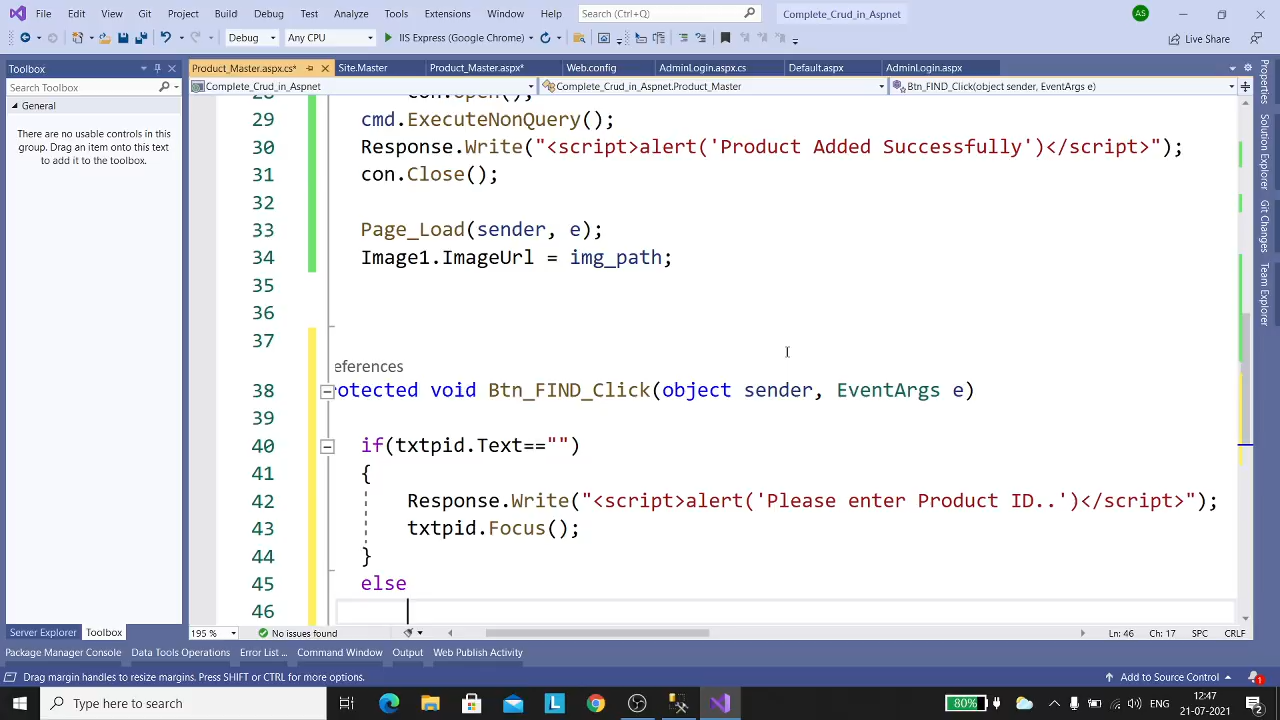 File Edit View Git Project Build Debug Test Analyze Tools Extensions Window Help Search (Ctrl+Q) Complete_Crud_in_Aspnet AS
Debug Any CPU IIS Express (Google Chrome) Live Share
Toolbox
Product_Master.aspx.cs* Site.Master Product_Master.aspx* Web.config AdminLogin.aspx.cs Default.aspx AdminLogin.aspx
Search Toolbox
Complete_Crud_in_Aspnet Complete_Crud_in_Aspnet.Product_Master Btn_FIND_Click(object sender, EventArgs e)
General
There are no usable controls in this
group. Drag an item onto this text
to add it to the toolbox.
28 con.Open();
29 cmd.ExecuteNonQuery();
30 Response.Write("<script>alert('Product Added Successfully')</script>");
31 con.Close();
32
33 Page_Load(sender, e);
34 Image1.ImageUrl = img_path;
35
36
37
eferences
38 otected void Btn_FIND_Click(object sender, EventArgs e)
39
40 if(txtpid.Text=="")
41 {
42 Response.Write("<script>alert('Please enter Product ID..')</script>");
43 txtpid.Focus();
44 }
45 else
46
Properties
Solution Explorer
Git Changes
Team Explorer
Server Explorer Toolbox
195 % No issues found Ln: 46 Ch: 17 SPC CRLF
Package Manager Console Data Tools Operations Error List ... Command Window Output Web Publish Activity
Drag margin handles to resize margins. Press SHIFT or CTRL for more options. Add to Source Control 1
Type here to search
80% ENG 12:47
21-07-2021 2